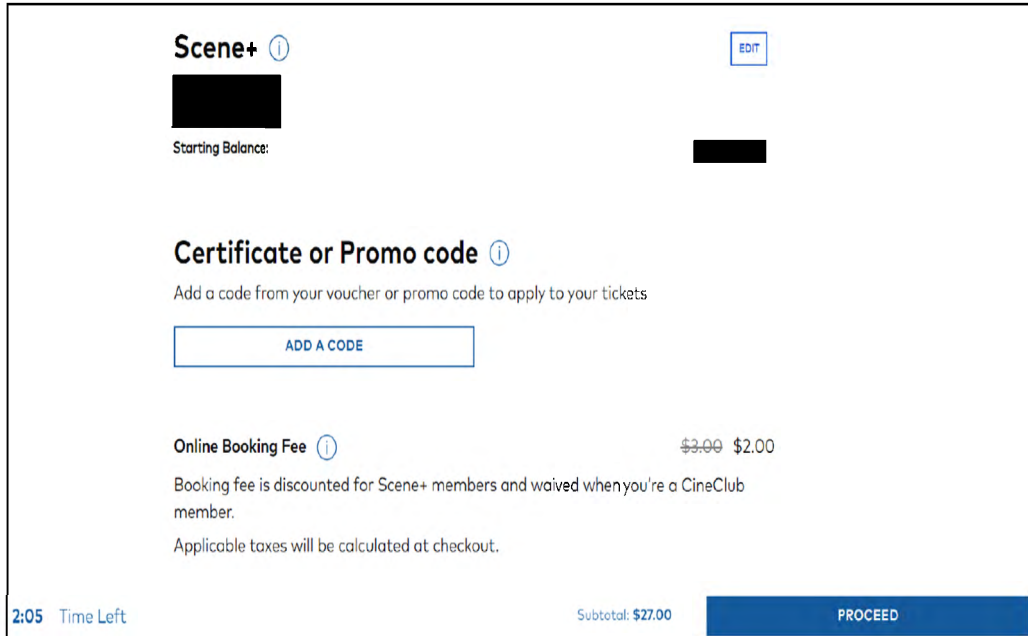 Scene+ i
EDIT
Starting Balance:
Certificate or Promo code i
Add a code from your voucher or promo code to apply to your tickets
ADD A CODE
Online Booking Fee i $3.00 $2.00
Booking fee is discounted for Scene+ members and waived when you're a CineClub
member.
Applicable taxes will be calculated at checkout.
2:05 Time Left Subtotal: $27.00 PROCEED